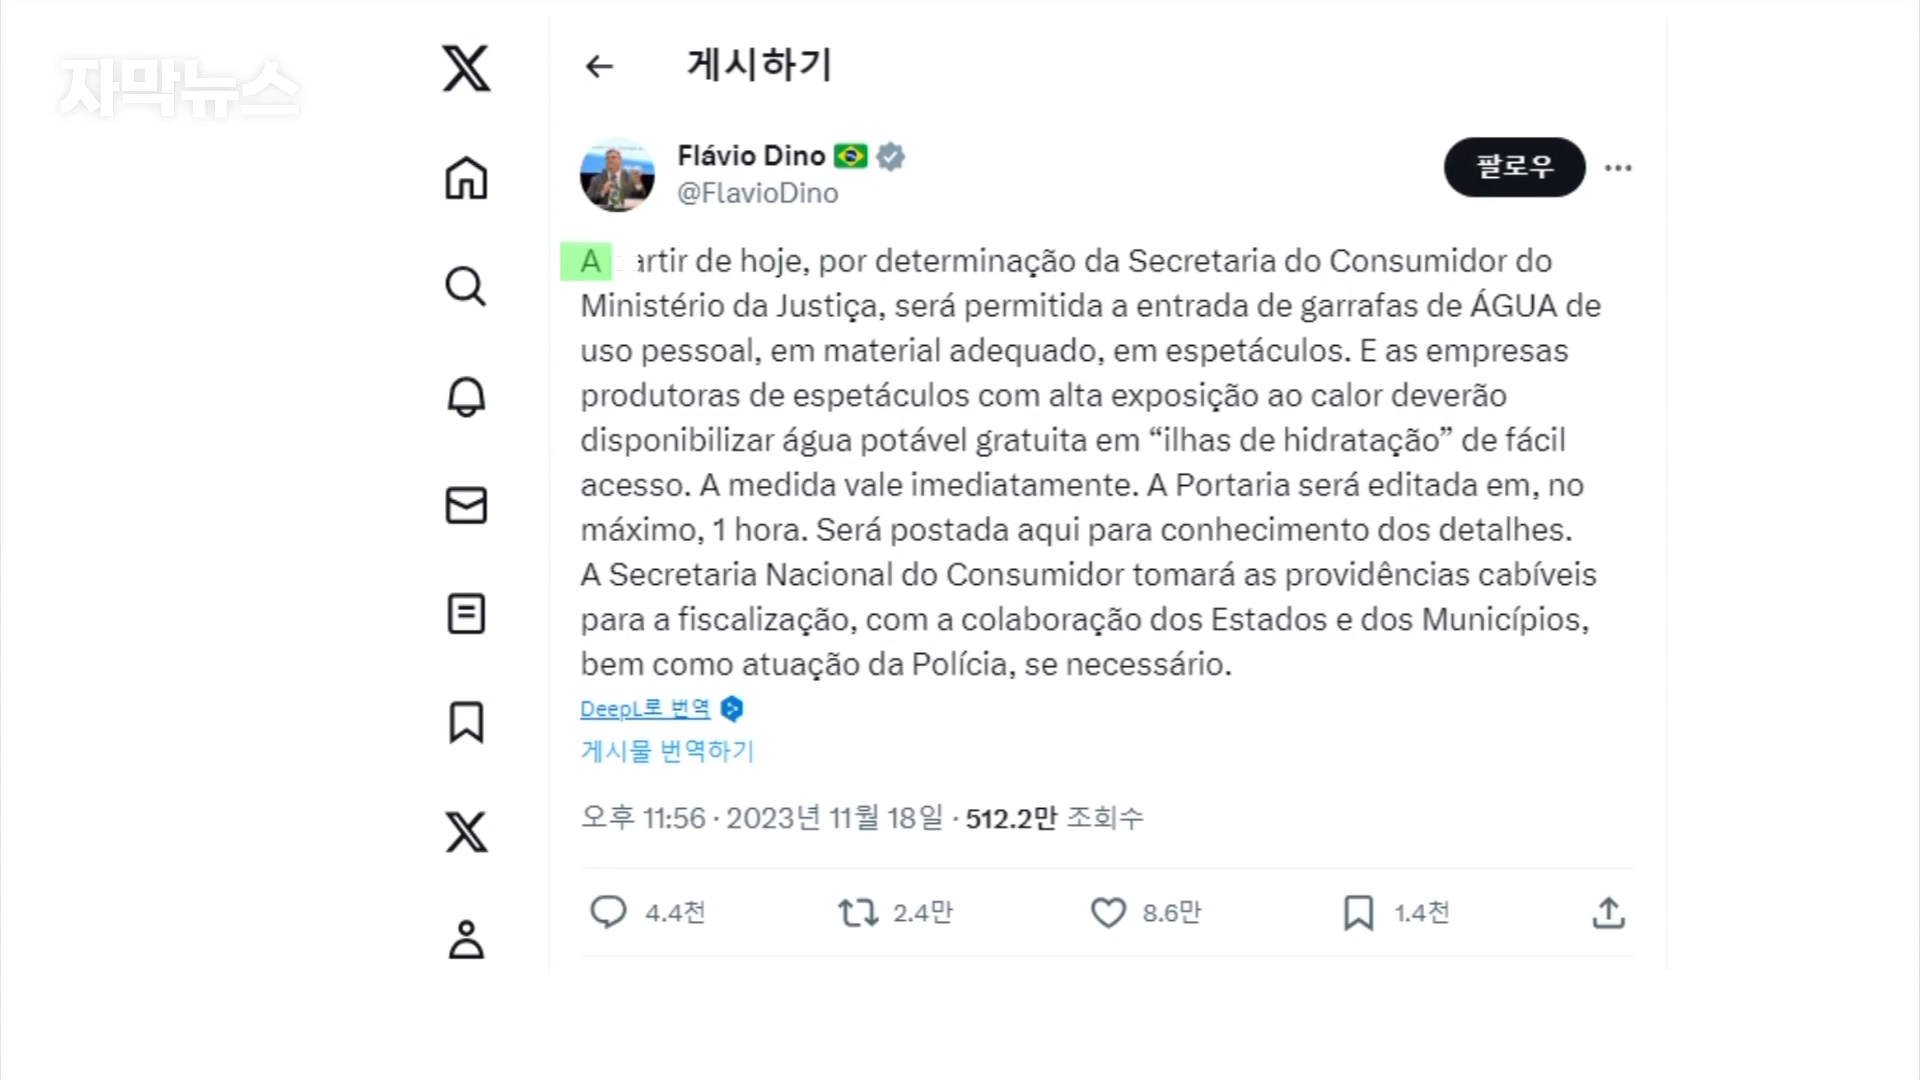 자막뉴스
게시하기
Flávio Dino
@FlavioDino
팔로우
A artir de hoje, por determinação da Secretaria do Consumidor do
Ministério da Justiça, será permitida a entrada de garrafas de ÁGUA de
uso pessoal, em material adequado, em espetáculos. E as empresas
produtoras de espetáculos com alta exposição ao calor deverão
disponibilizar água potável gratuita em “ilhas de hidratação” de fácil
acesso. A medida vale imediatamente. A Portaria será editada em, no
máximo, 1 hora. Será postada aqui para conhecimento dos detalhes.
A Secretaria Nacional do Consumidor tomará as providências cabíveis
para a fiscalização, com a colaboração dos Estados e dos Municípios,
bem como atuação da Polícia, se necessário.
DeepL로 번역
게시물 번역하기
오후 11:56 · 2023년 11월 18일 · 512.2만 조회수
4.4천 2.4만 8.6만 1.4천